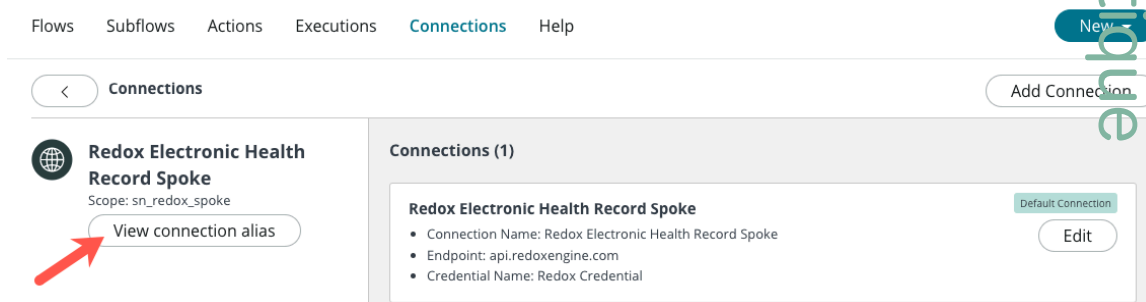 Flows Subflows Actions Executions Connections Help New
Connections Add Connection
Redox Electronic Health
Record Spoke
Scope: sn_redox_spoke
View connection alias
Connections (1)
Redox Electronic Health Record Spoke Default Connection
• Connection Name: Redox Electronic Health Record Spoke Edit
• Endpoint: api.redoxengine.com
• Credential Name: Redox Credential